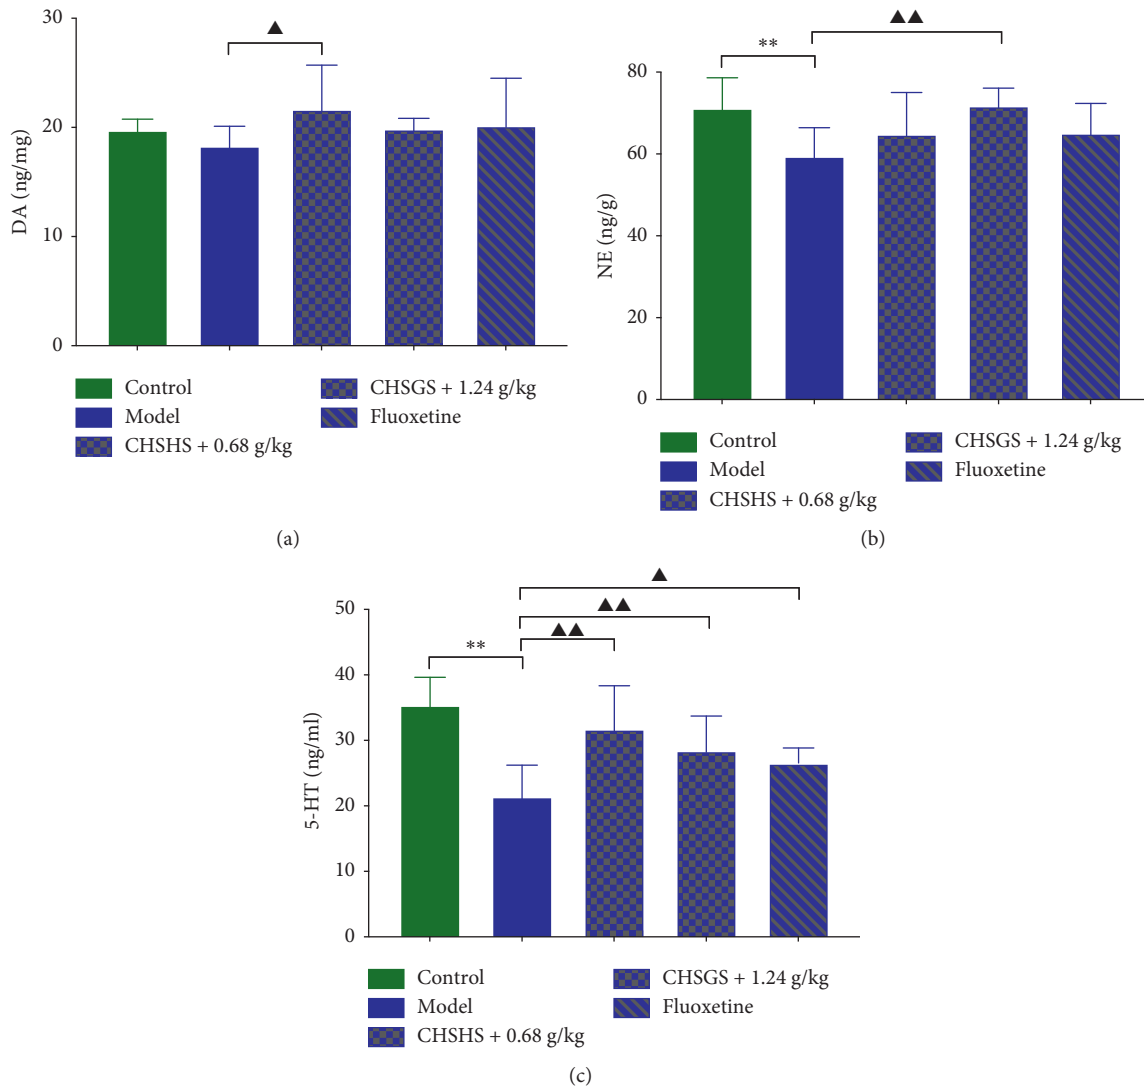 ▲
30
20
10
0
DA (ng/mg)
Control
Model
CHSHS + 0.68 g/kg
CHSGS + 1.24 g/kg
Fluoxetine
(a)
▲▲
**
80
60
40
20
0
NE (ng/g)
Control
Model
CHSHS + 0.68 g/kg
CHSGS + 1.24 g/kg
Fluoxetine
(b)
▲
▲▲
▲▲
**
50
40
30
20
10
0
5-HT (ng/ml)
Control
Model
CHSHS + 0.68 g/kg
CHSGS + 1.24 g/kg
Fluoxetine
(c)